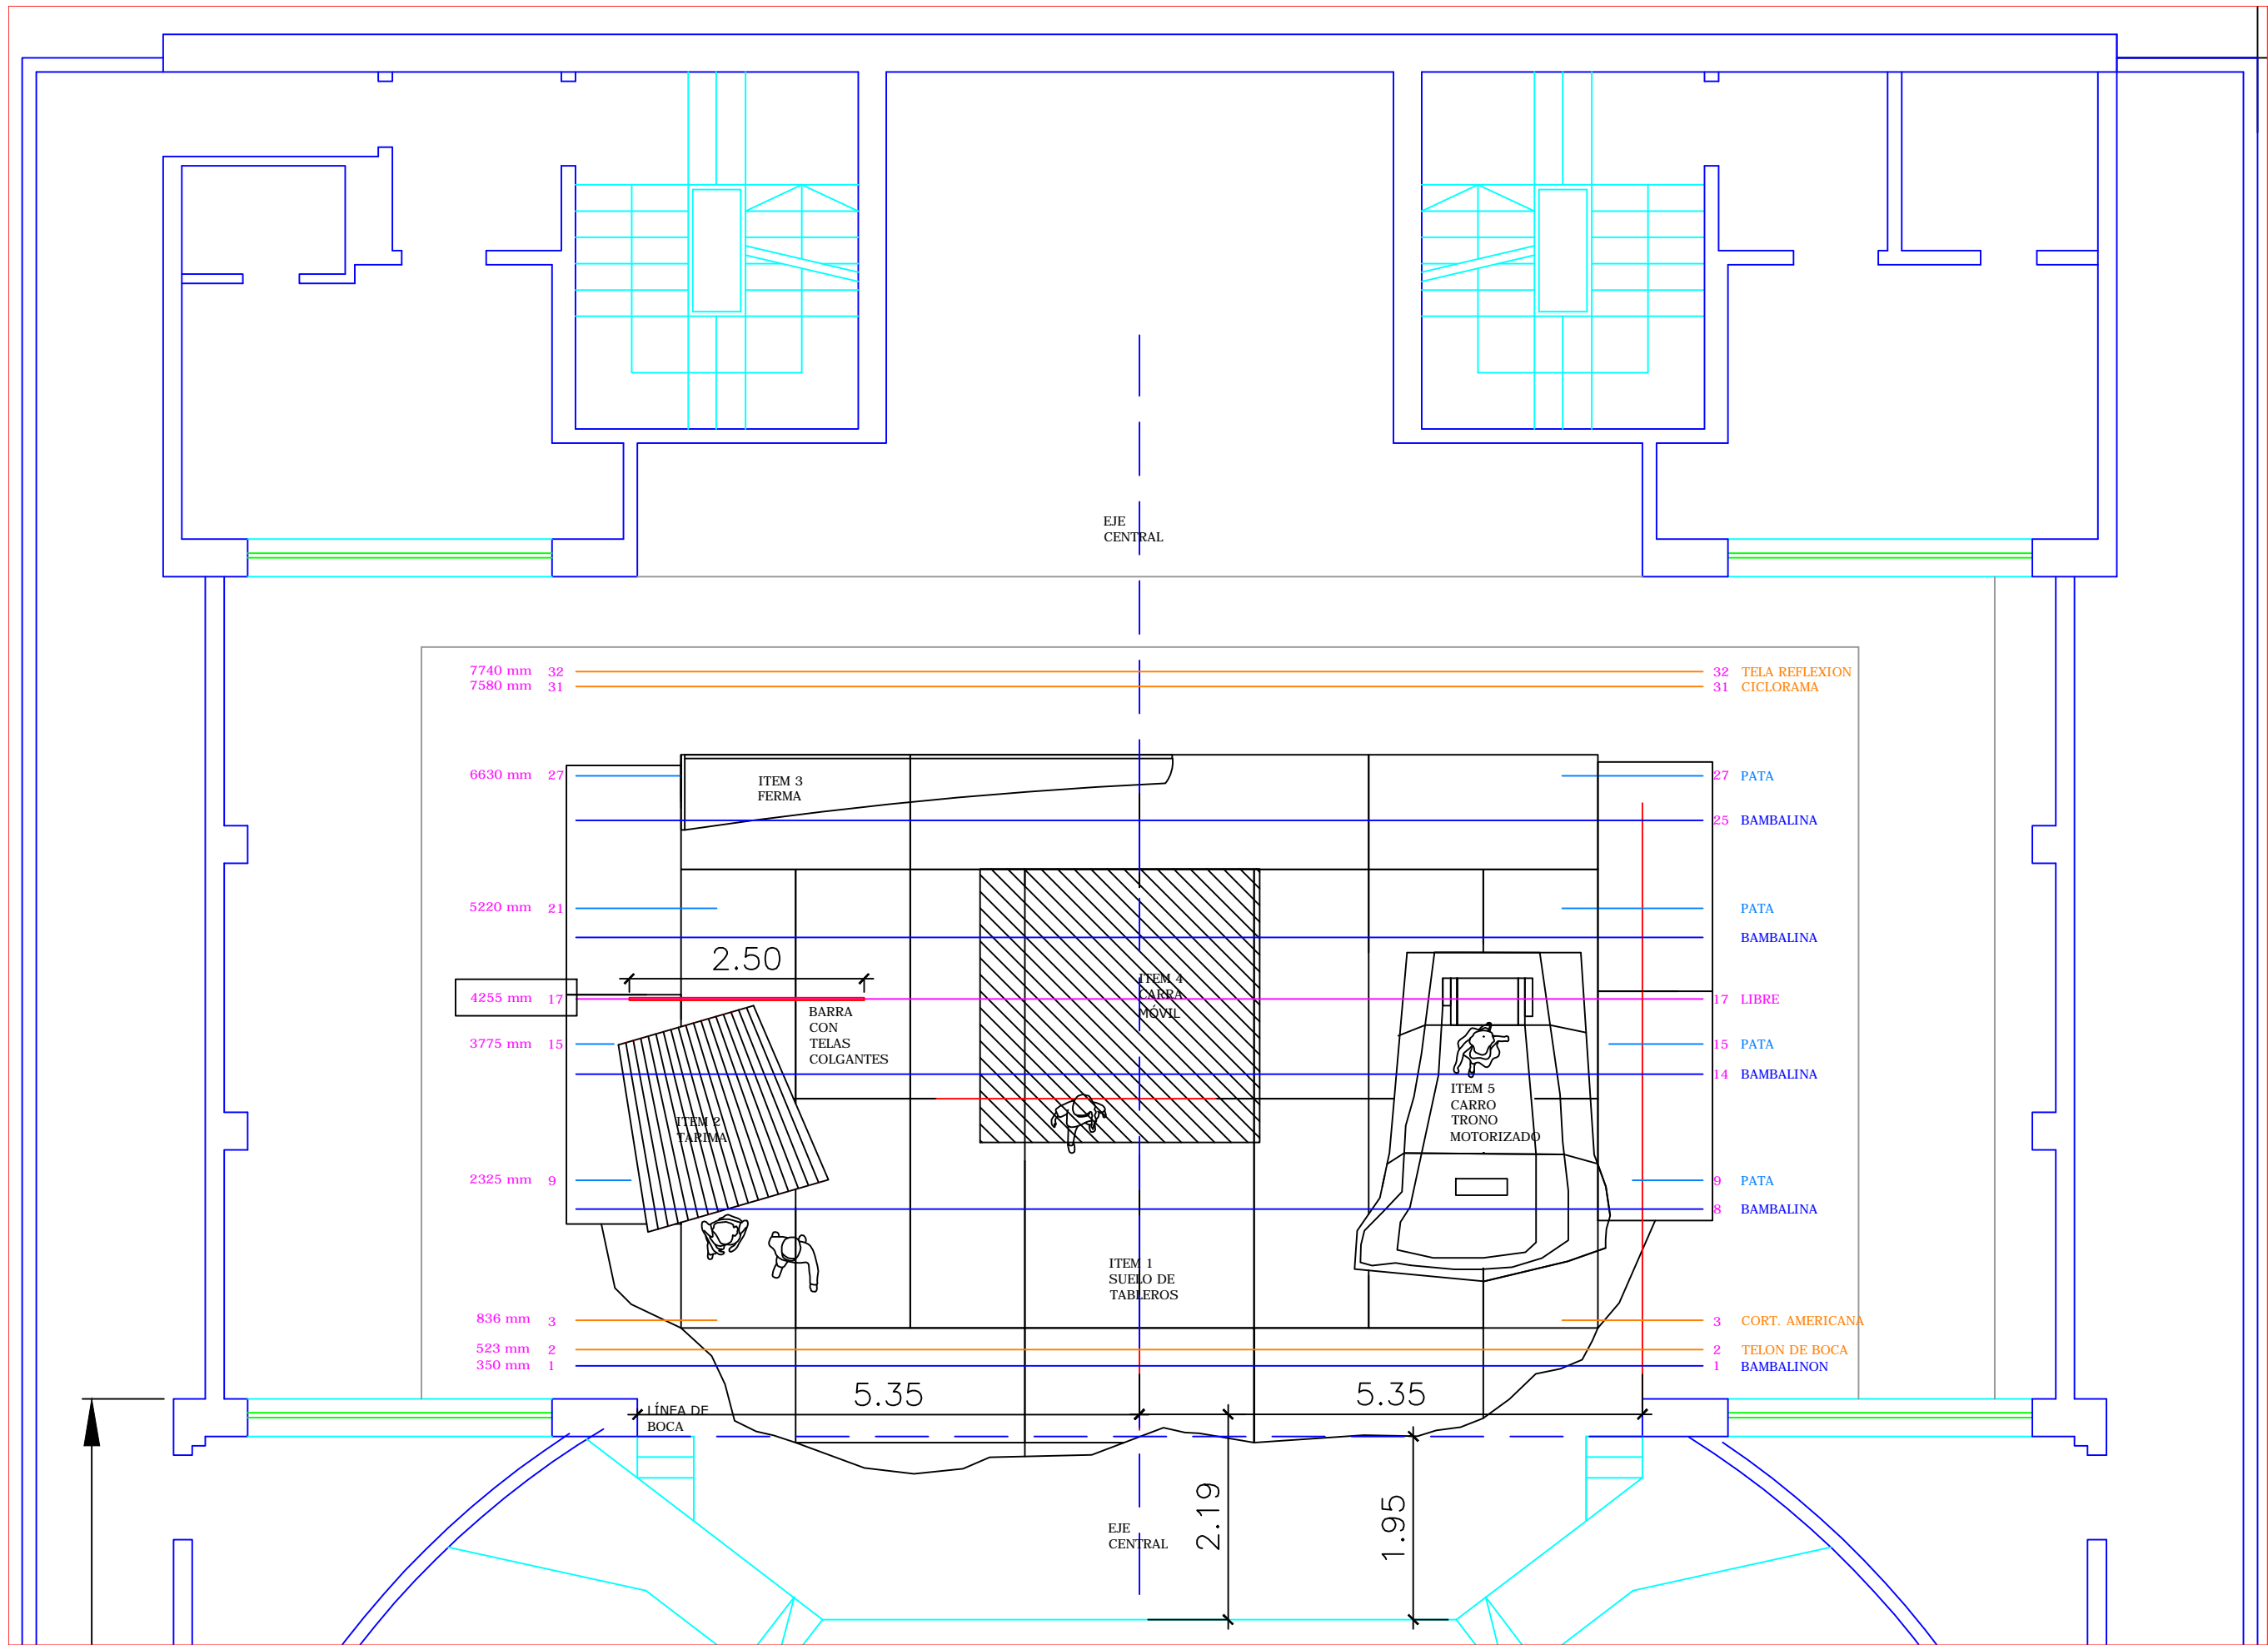 EJE
CENTRAL
7740 mm 32
32 TELA REFLEXION
7580 mm 31
31 CICLORAMA
6630 mm 27
27 PATA
ITEM 3
FERMA
25 BAMBALINA
5220 mm 21
PATA
BAMBALINA
2.50
4255 mm 17
17 LIBRE
ITEM 4
CARRA
MÓVIL
BARRA
CON
TELAS
COLGANTES
3775 mm 15
15 PATA
14 BAMBALINA
ITEM 5
CARRO
TRONO
MOTORIZADO
ITEM 2
TARIMA
2325 mm 9
9 PATA
8 BAMBALINA
ITEM 1
SUELO DE
TABLEROS
836 mm 3
3 CORT. AMERICANA
523 mm 2
2 TELON DE BOCA
350 mm 1
1 BAMBALINON
5.35
5.35
LÍNEA DE
BOCA
2.19
1.95
EJE
CENTRAL